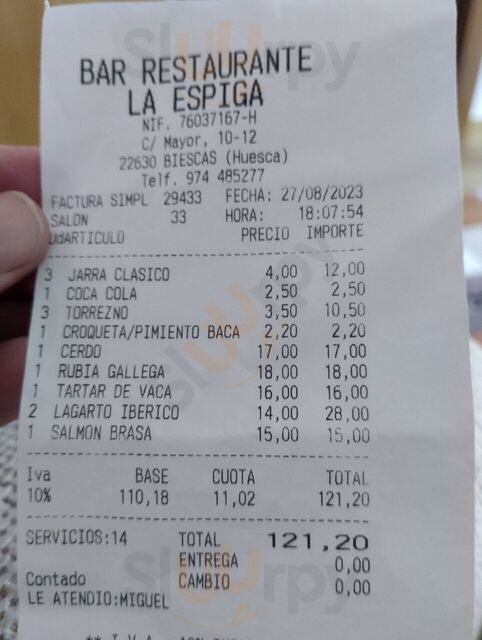 BAR RESTAURANTE
LA ESPIGA
NIF. 76037167-H
C/ Mayor, 10-12
22630 BIESCAS (Huesca)
Telf. 974 485277
FACTURA SIMPL 29433 FECHA: 27/08/2023
SALON 33 HORA: 18:07:54
UdARTICULO PRECIO IMPORTE
3 JARRA CLASICO 4,00 12,00
1 COCA COLA 2,50 2,50
3 TORREZNO 3,50 10,50
1 CROQUETA/PIMIENTO BACA 2,20 2,20
1 CERDO 17,00 17,00
1 RUBIA GALLEGA 18,00 18,00
1 TARTAR DE VACA 16,00 16,00
2 LAGARTO IBERICO 14,00 28,00
1 SALMON BRASA 15,00 15,00
Iva BASE CUOTA TOTAL
10% 110,18 11,02 121,20
SERVICIOS:14 TOTAL 121,20
ENTREGA 0,00
Contado CAMBIO 0,00
LE ATENDIO:MIGUEL
Sluurpy
Sluurpy
Sluurpy